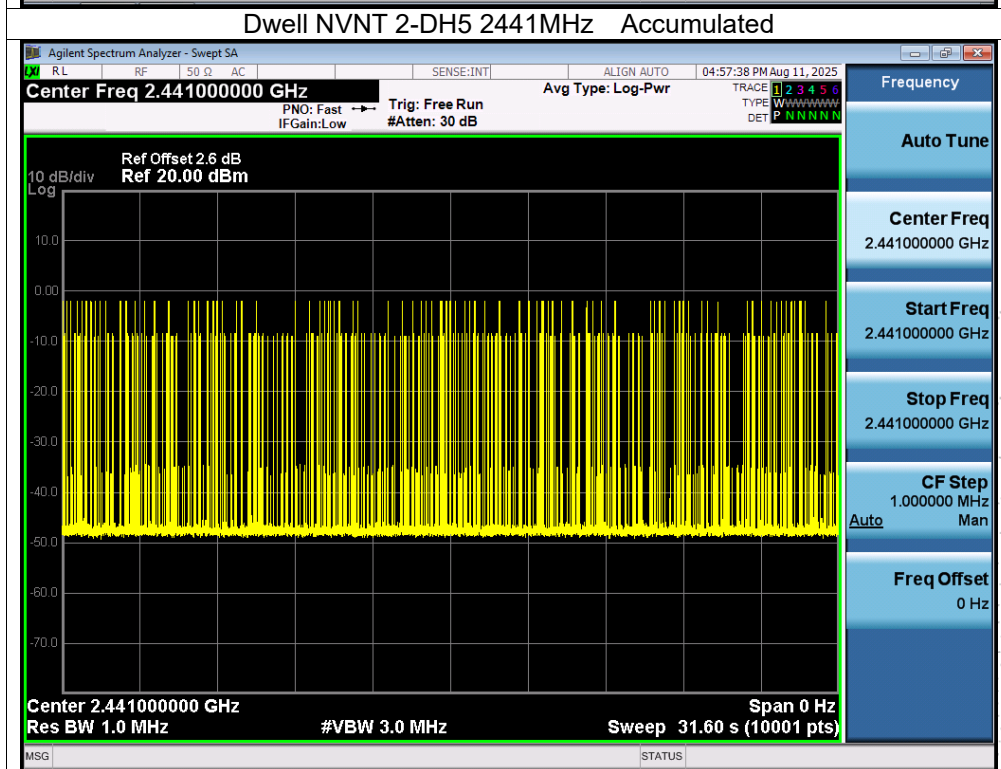 Dwell NVNT 2-DH5 2441MHz Accumulated
Agilent Spectrum Analyzer - Swept SA
LXI RL RF 50 Ω AC SENSE:INT ALIGN AUTO 04:57:38 PM Aug 11, 2025
Center Freq 2.441000000 GHz
PNO: Fast
IFGain:Low
Trig: Free Run
#Atten: 30 dB
Avg Type: Log-Pwr
TRACE 1 2 3 4 5 6
TYPE WWWWWW
DET P N N N N N
Frequency
Auto Tune
Center Freq
2.441000000 GHz
Start Freq
2.441000000 GHz
Stop Freq
2.441000000 GHz
CF Step
1.000000 MHz
Auto Man
Freq Offset
0 Hz
Ref Offset 2.6 dB
10 dB/div Ref 20.00 dBm
Log
10.0
0.00
-10.0
-20.0
-30.0
-40.0
-50.0
-60.0
-70.0
Center 2.441000000 GHz Span 0 Hz
Res BW 1.0 MHz #VBW 3.0 MHz Sweep 31.60 s (10001 pts)
MSG STATUS